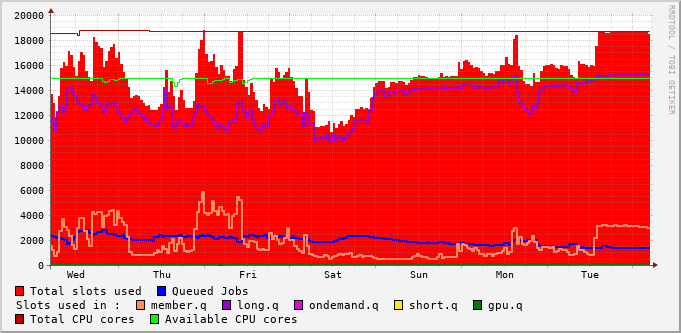 20000
18000
16000
14000
12000
10000
8000
6000
4000
2000
0
Wed Thu Fri Sat Sun Mon Tue
RRDTOOL / TOBI OETIKER
Total slots used Queued Jobs
Slots used in : member.q long.q ondemand.q short.q gpu.q
Total CPU cores Available CPU cores